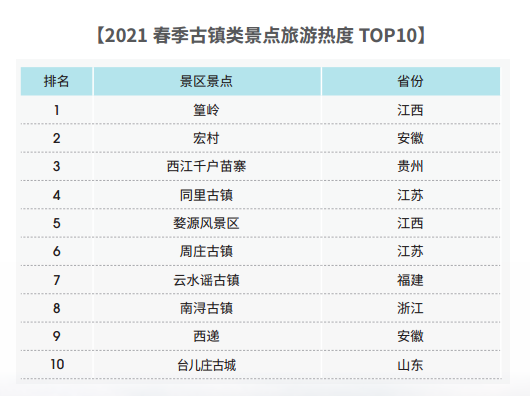 【2021 春季古镇类景点旅游热度 TOP10】
排名 景区景点 省份
1 篁岭 江西
2 宏村 安徽
3 西江千户苗寨 贵州
4 同里古镇 江苏
5 婺源风景区 江西
6 周庄古镇 江苏
7 云水谣古镇 福建
8 南浔古镇 浙江
9 西递 安徽
10 台儿庄古城 山东